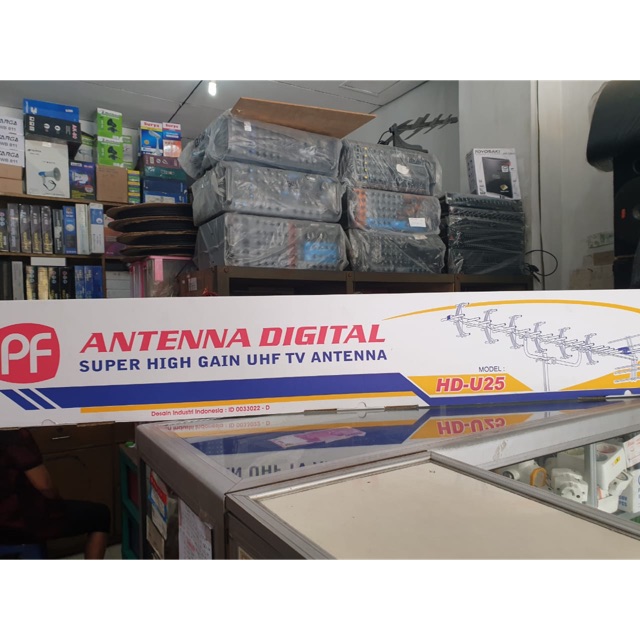 PF
ANTENNA DIGITAL
SUPER HIGH GAIN UHF TV ANTENNA
MODEL :
HD-U25
Desain Industri Indonesia : ID 0033022 - D